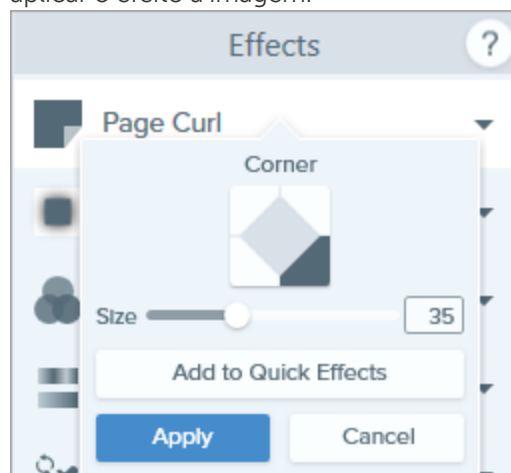 aplicar o efeito à imagem.
Effects ?
Page Curl
Corner
Size 35
Add to Quick Effects
Apply Cancel